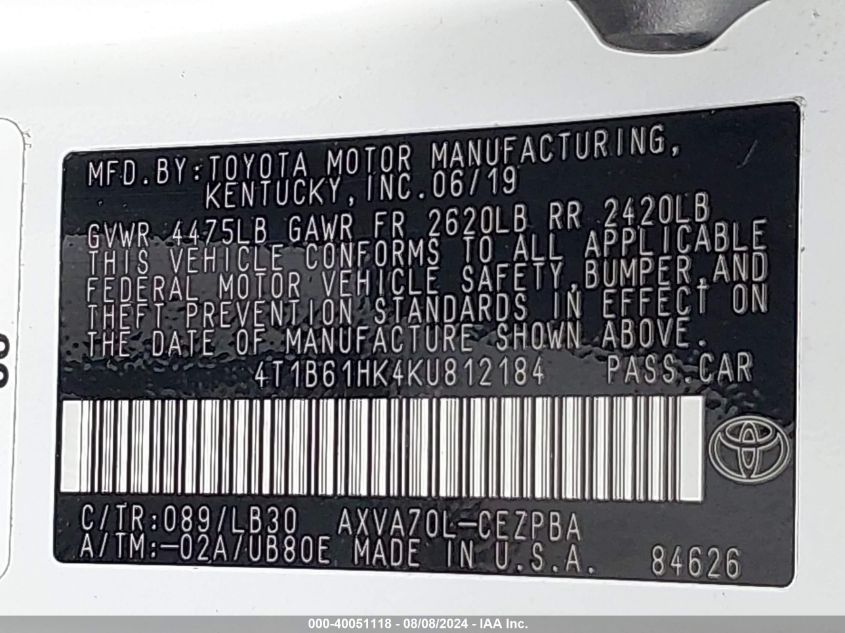 MFD.BY:TOYOTA MOTOR MANUFACTURING,
KENTUCKY,INC.06/19
GVWR 4475LB GAWR FR 2620LB RR 2420LB
THIS VEHICLE CONFORMS TO ALL APPLICABLE
FEDERAL MOTOR VEHICLE SAFETY,BUMPER,AND
THEFT PREVENTION STANDARDS IN EFFECT ON
THE DATE OF MANUFACTURE SHOWN ABOVE.
4T1B61HK4KU812184 PASS.CAR
C/TR:089/LB30 AXVA70L-CEZPBA
A/TM:-02A/UB80E MADE IN U.S.A. 84626
000-40051118 - 08/08/2024 - IAA Inc.